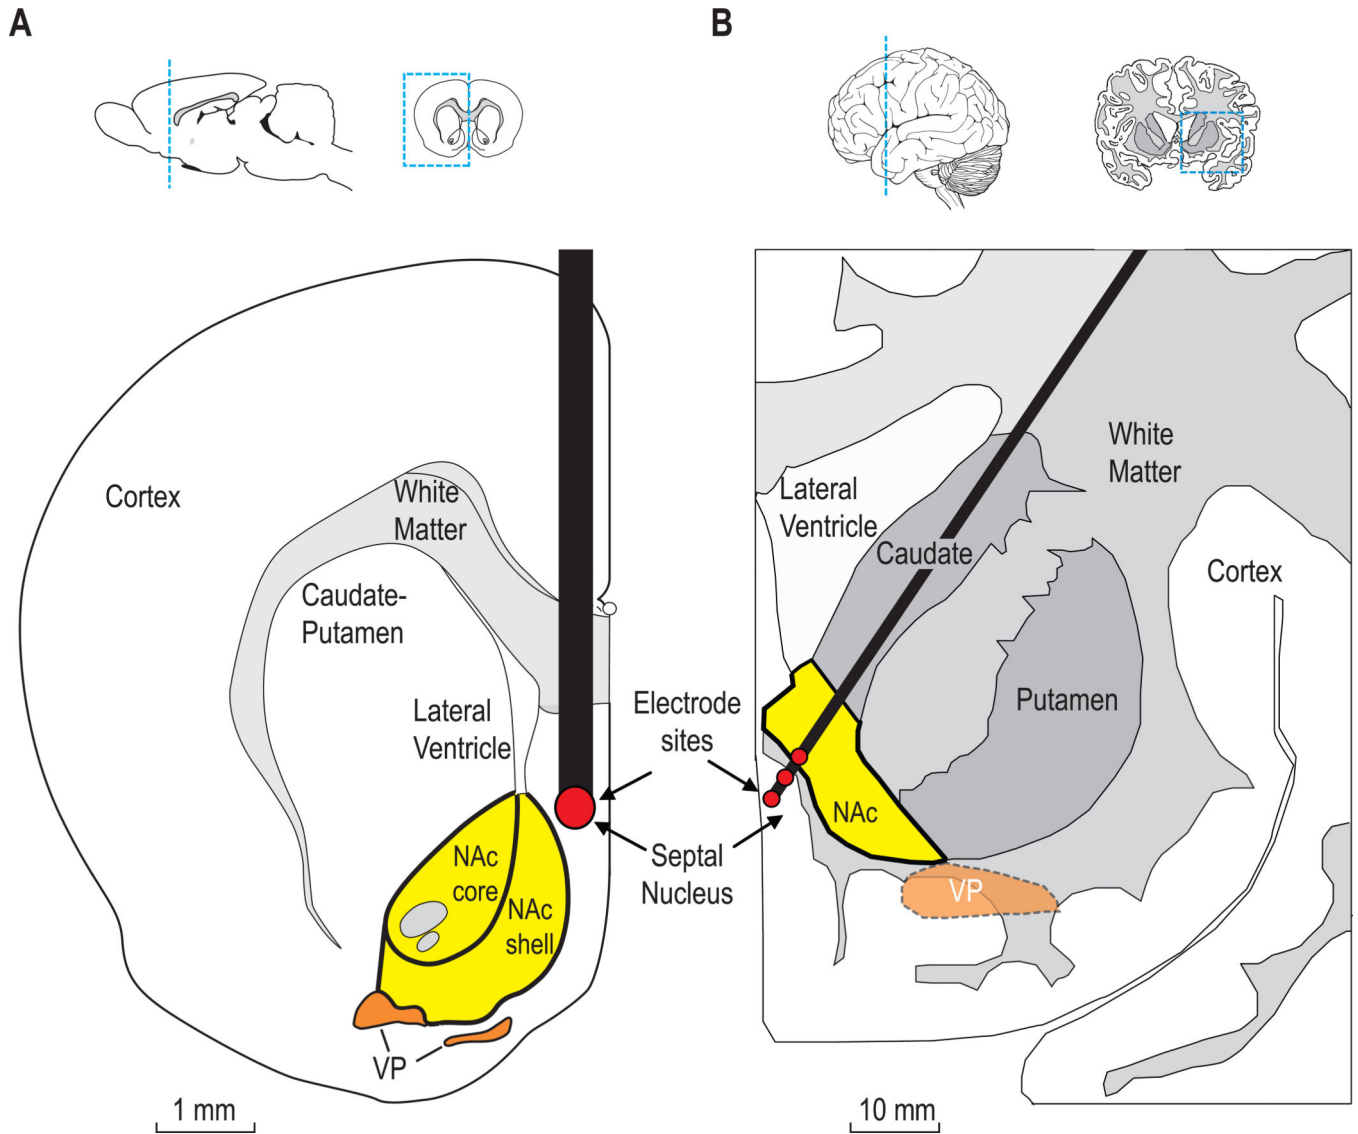 A
B
Cortex
White
Matter
Caudate-
Putamen
Lateral
Ventricle
NAc
core
NAc
shell
VP
1 mm
Electrode
sites
Septal
Nucleus
White
Matter
Lateral
Ventricle
Caudate
Cortex
Putamen
NAc
VP
10 mm